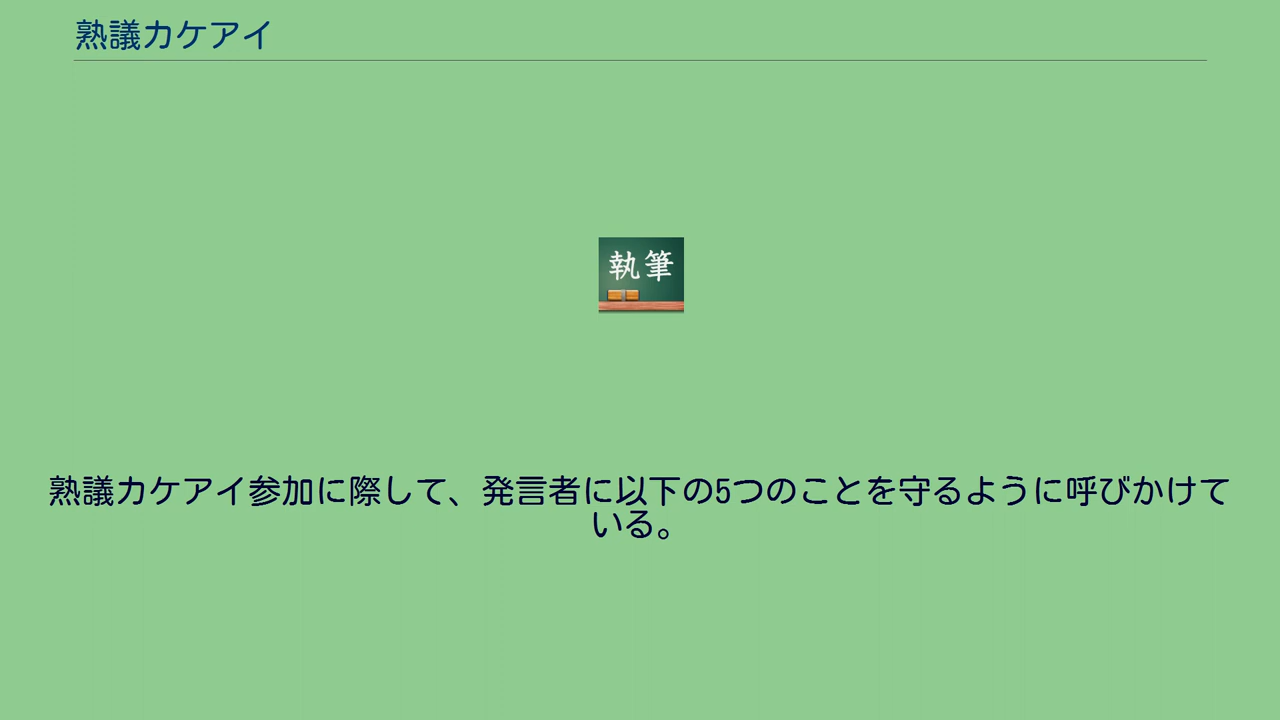 熟議カケアイ
執筆
熟議カケアイ参加に際して、発言者に以下の5つのことを守るように呼びかけて
いる。